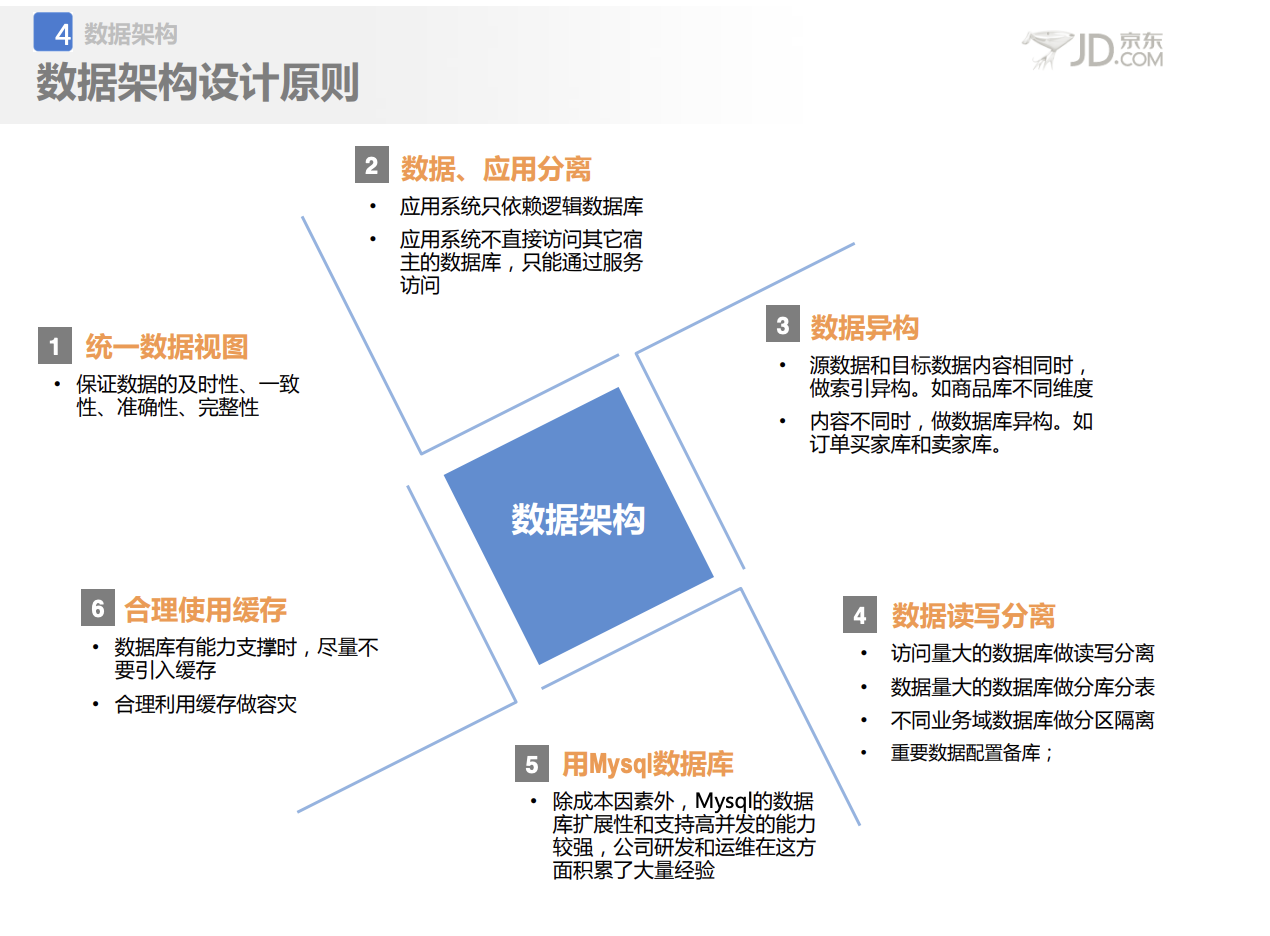 4 数据架构
数据架构设计原则
JD.COM 京东
1 统一数据视图
• 保证数据的及时性、一致
性、准确性、完整性
2 数据、应用分离
• 应用系统只依赖逻辑数据库
• 应用系统不直接访问其它宿
主的数据库，只能通过服务
访问
3 数据异构
• 源数据和目标数据内容相同时，
做索引异构。如商品库不同维度
• 内容不同时，做数据库异构。如
订单买家库和卖家库。
数据架构
4 数据读写分离
• 访问量大的数据库做读写分离
• 数据量大的数据库做分库分表
• 不同业务域数据库做分区隔离
• 重要数据配置备库；
5 用Mysql数据库
• 除成本因素外，Mysql的数据
库扩展性和支持高并发的能力
较强，公司研发和运维在这方
面积累了大量经验
6 合理使用缓存
• 数据库有能力支撑时，尽量不
要引入缓存
• 合理利用缓存做容灾